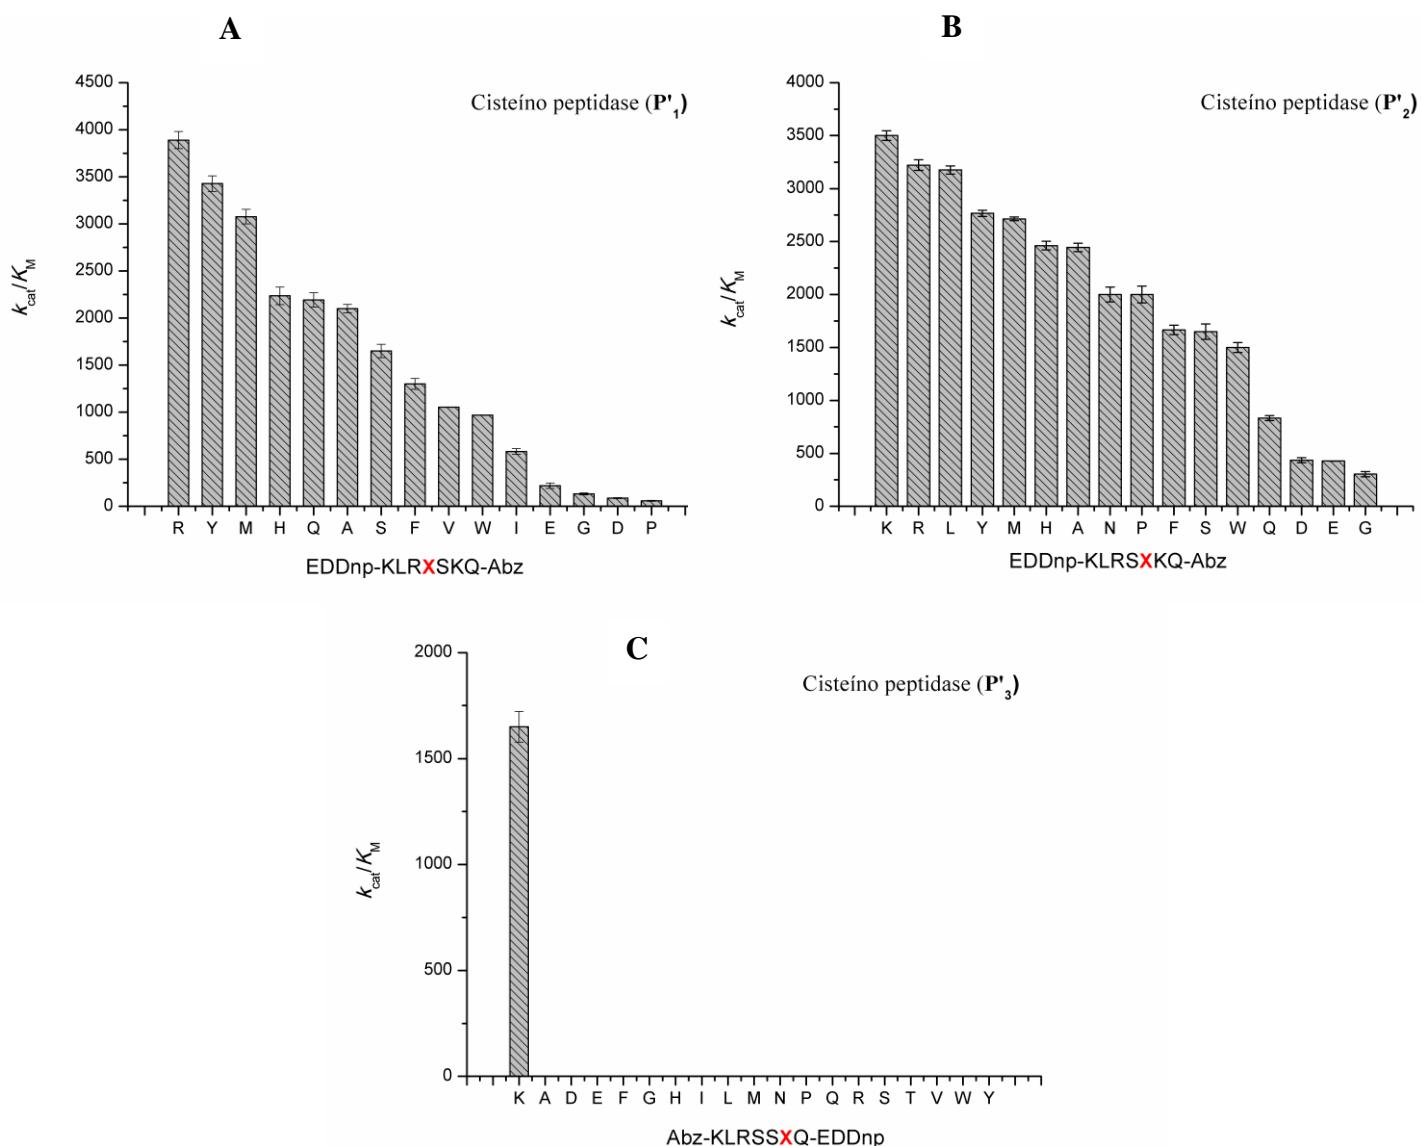 A
Cisteíno peptidase (P'1)
4500
4000
3500
3000
2500
2000
1500
1000
500
0
kcat/KM
R Y M H Q A S F V W I E G D P
EDDnp-KLRXSKQ-Abz
B
Cisteíno peptidase (P'2)
4000
3500
3000
2500
2000
1500
1000
500
0
kcat/KM
K R L Y M H A N P F S W Q D E G
EDDnp-KLRSXKQ-Abz
C
Cisteíno peptidase (P'3)
2000
1500
1000
500
0
kcat/KM
K A D E F G H I L M N P Q R S T V W Y
Abz-KLRSSXQ-EDDnp